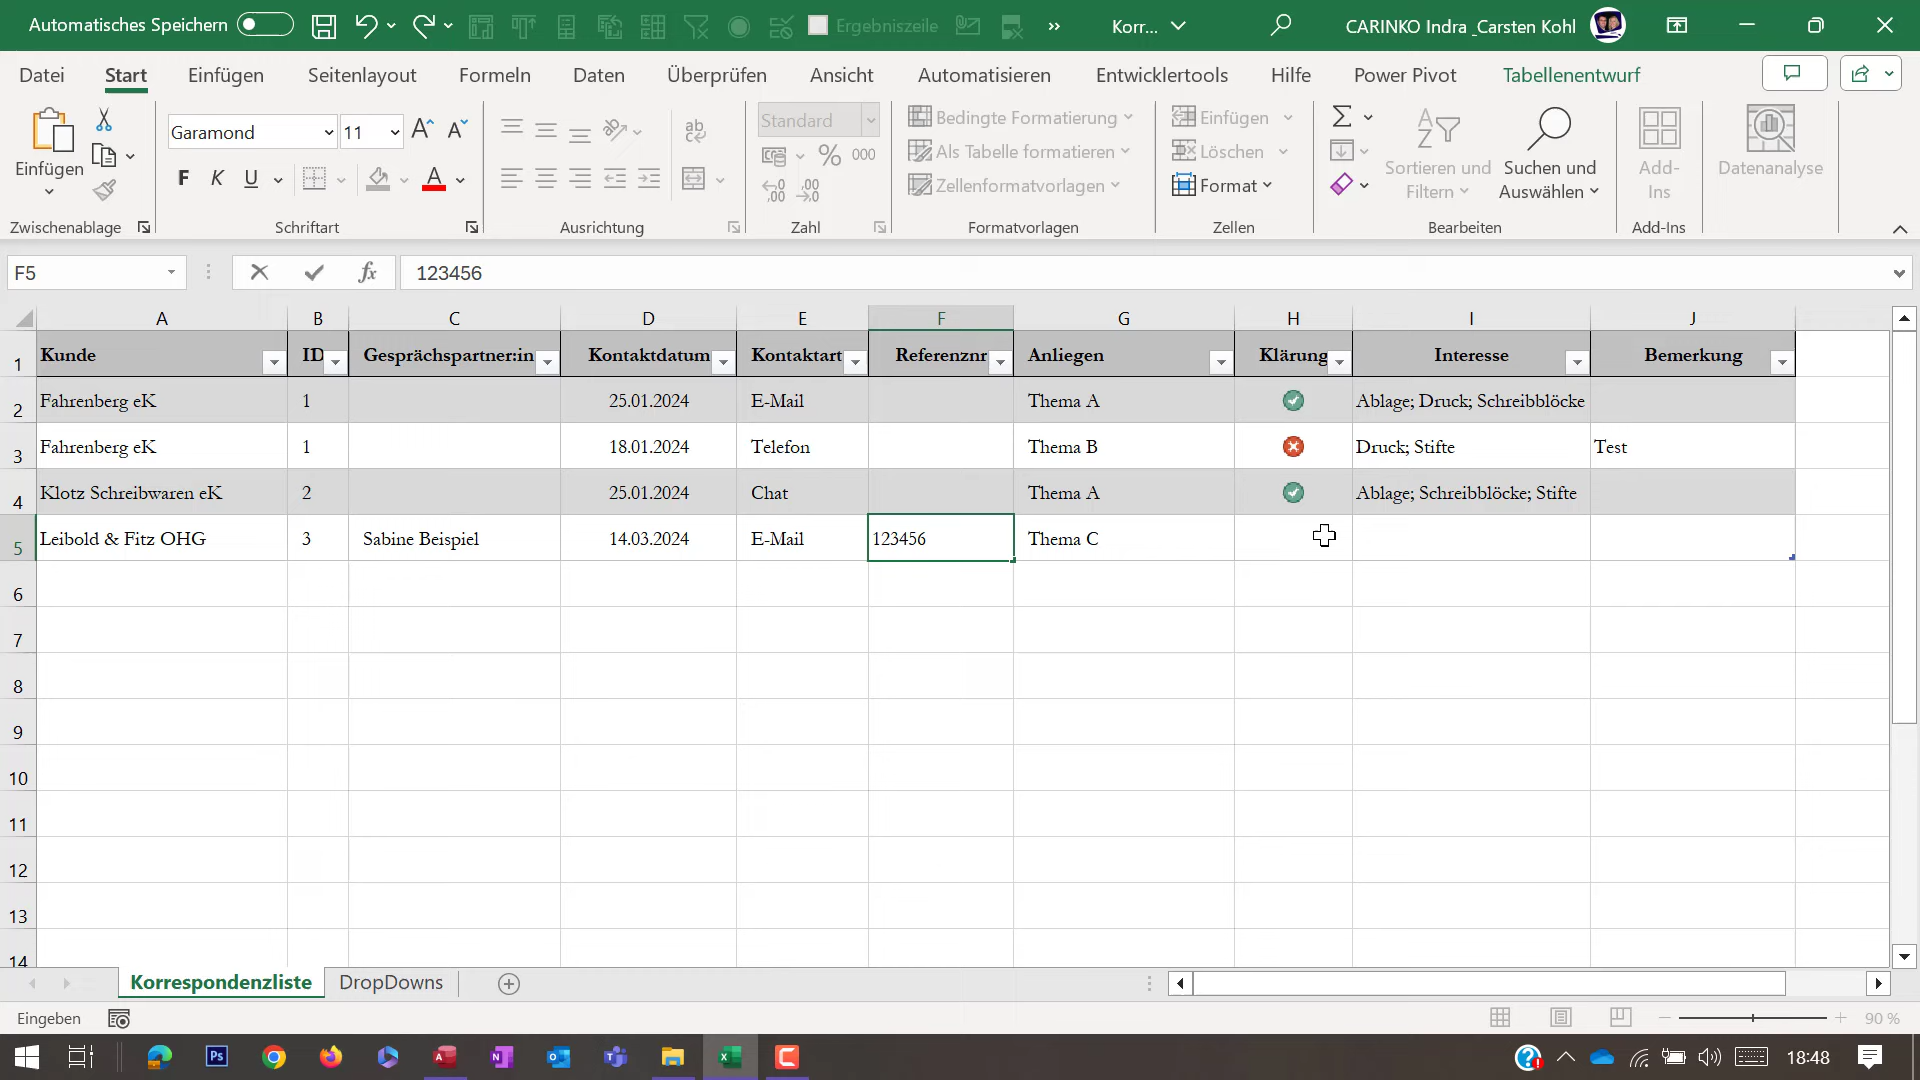 Automatisches Speichern
Ergebniszeile
Korr...
CARINKO Indra _Carsten Kohl
Datei Start Einfügen Seitenlayout Formeln Daten Überprüfen Ansicht Automatisieren Entwicklertools Hilfe Power Pivot Tabellenentwurf
Einfügen
Zwischenablage
Garamond 11
F K U A
Schriftart
ab
Ausrichtung
Standard
% 000
Zahl
Bedingte Formatierung
Als Tabelle formatieren
Zellenformatvorlagen
Formatvorlagen
Einfügen
Löschen
Format
Zellen
Sortieren und
Filtern
Suchen und
Auswählen
Bearbeiten
Add-
Ins
Add-Ins
Datenanalyse
F5 fx 123456
A B C D E F G H I J
1 Kunde ID Gesprächspartner:in Kontaktdatum Kontaktart Referenznr Anliegen Klärung Interesse Bemerkung
2 Fahrenberg eK 1 25.01.2024 E-Mail Thema A Ablage; Druck; Schreibblöcke
3 Fahrenberg eK 1 18.01.2024 Telefon Thema B Druck; Stifte Test
4 Klotz Schreibwaren eK 2 25.01.2024 Chat Thema A Ablage; Schreibblöcke; Stifte
5 Leibold & Fitz OHG 3 Sabine Beispiel 14.03.2024 E-Mail 123456 Thema C
6
7
8
9
10
11
12
13
14
Korrespondenzliste DropDowns
Eingeben
90 %
18:48